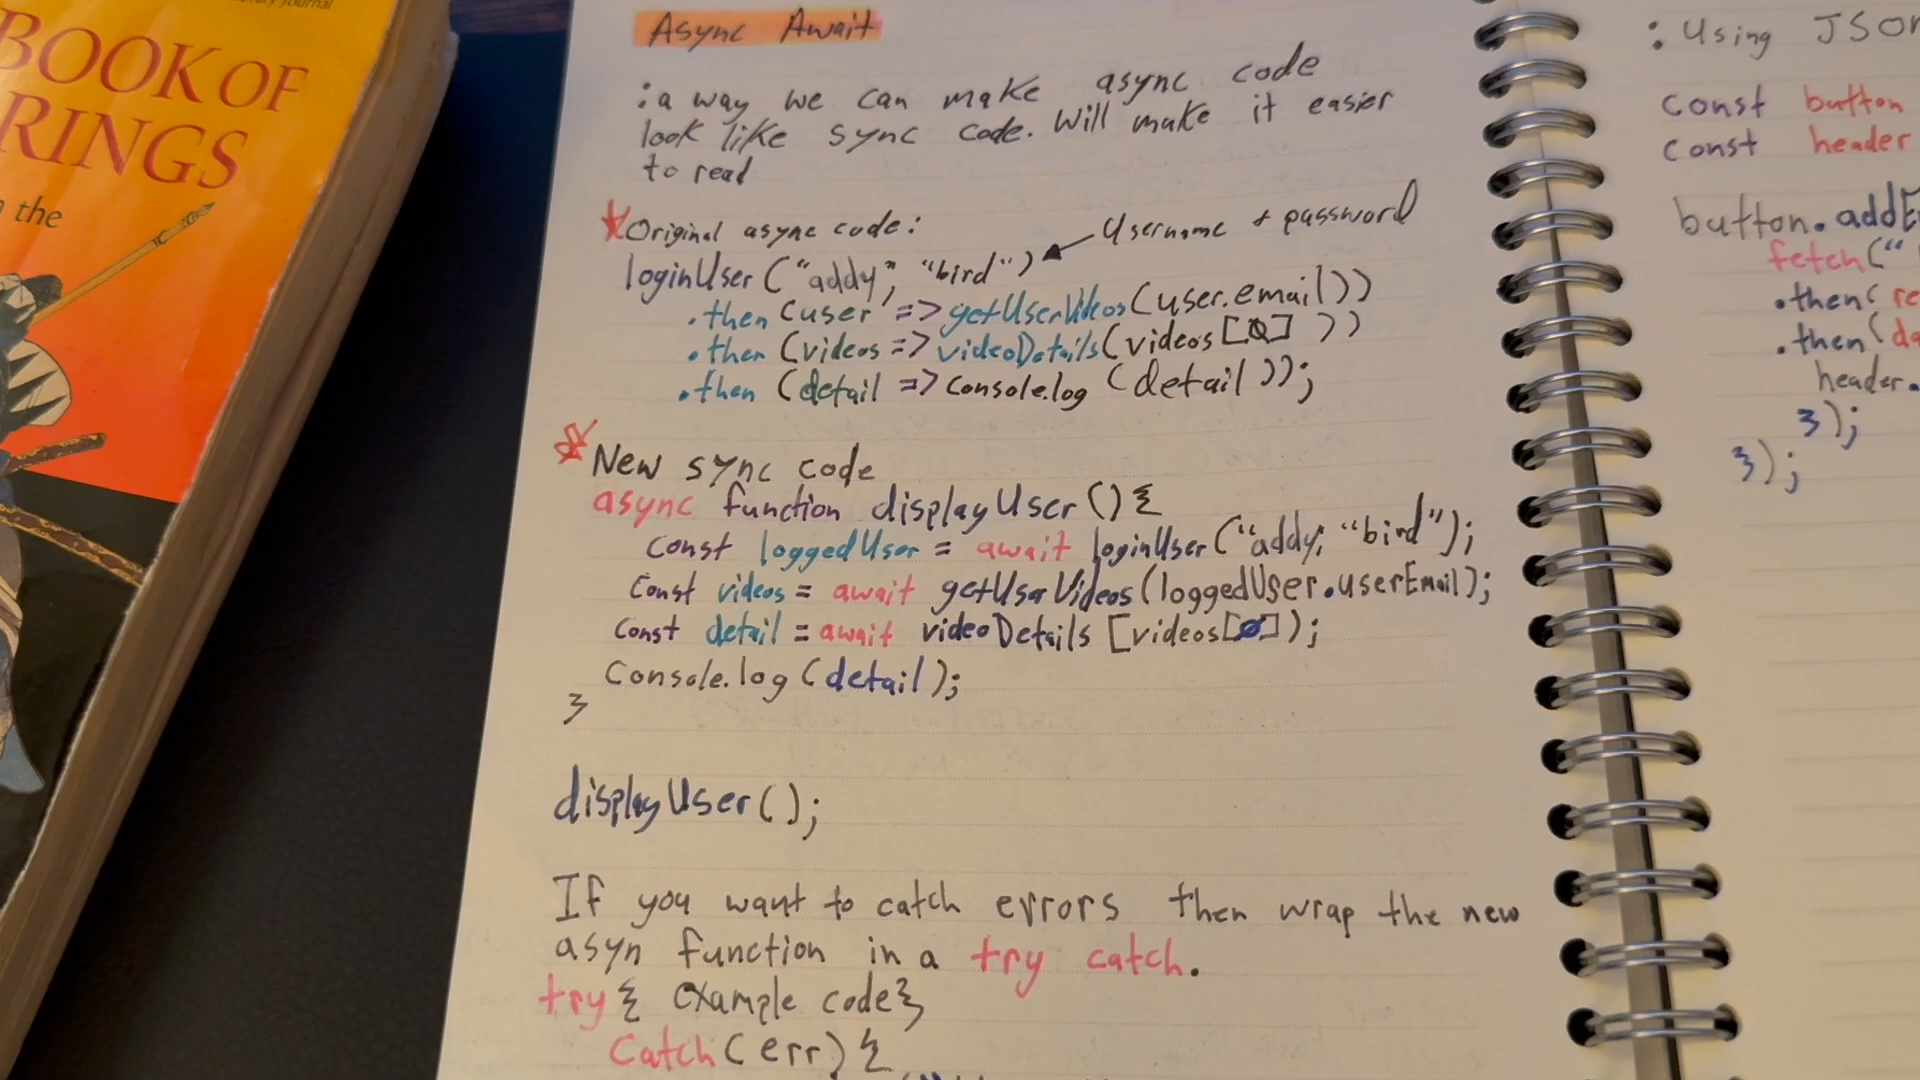 BOOK OF
RINGS
the
Async Await
: a way we can make async code
look like sync code. Will make it easier
to read
Original async code:
Username + password
loginUser ("addy", "bird")
.then (user => getUserVideos (user.email))
.then (videos => videoDetails (videos [0] ))
.then (detail => console.log (detail));
New sync code
async function displayUser () {
const loggedUser = await loginUser ("addy, "bird");
const videos = await getUserVideos (loggedUser.userEmail);
const detail = await videoDetails [videos[0]);
console.log (detail);
}
displayUser ();
If you want to catch errors then wrap the new
asyn function in a try catch.
try { example code}
Catch (err) {
: Using JSON
const button
const header
button.addE
fetch ("
.then( re
.then( da
header.
});
});